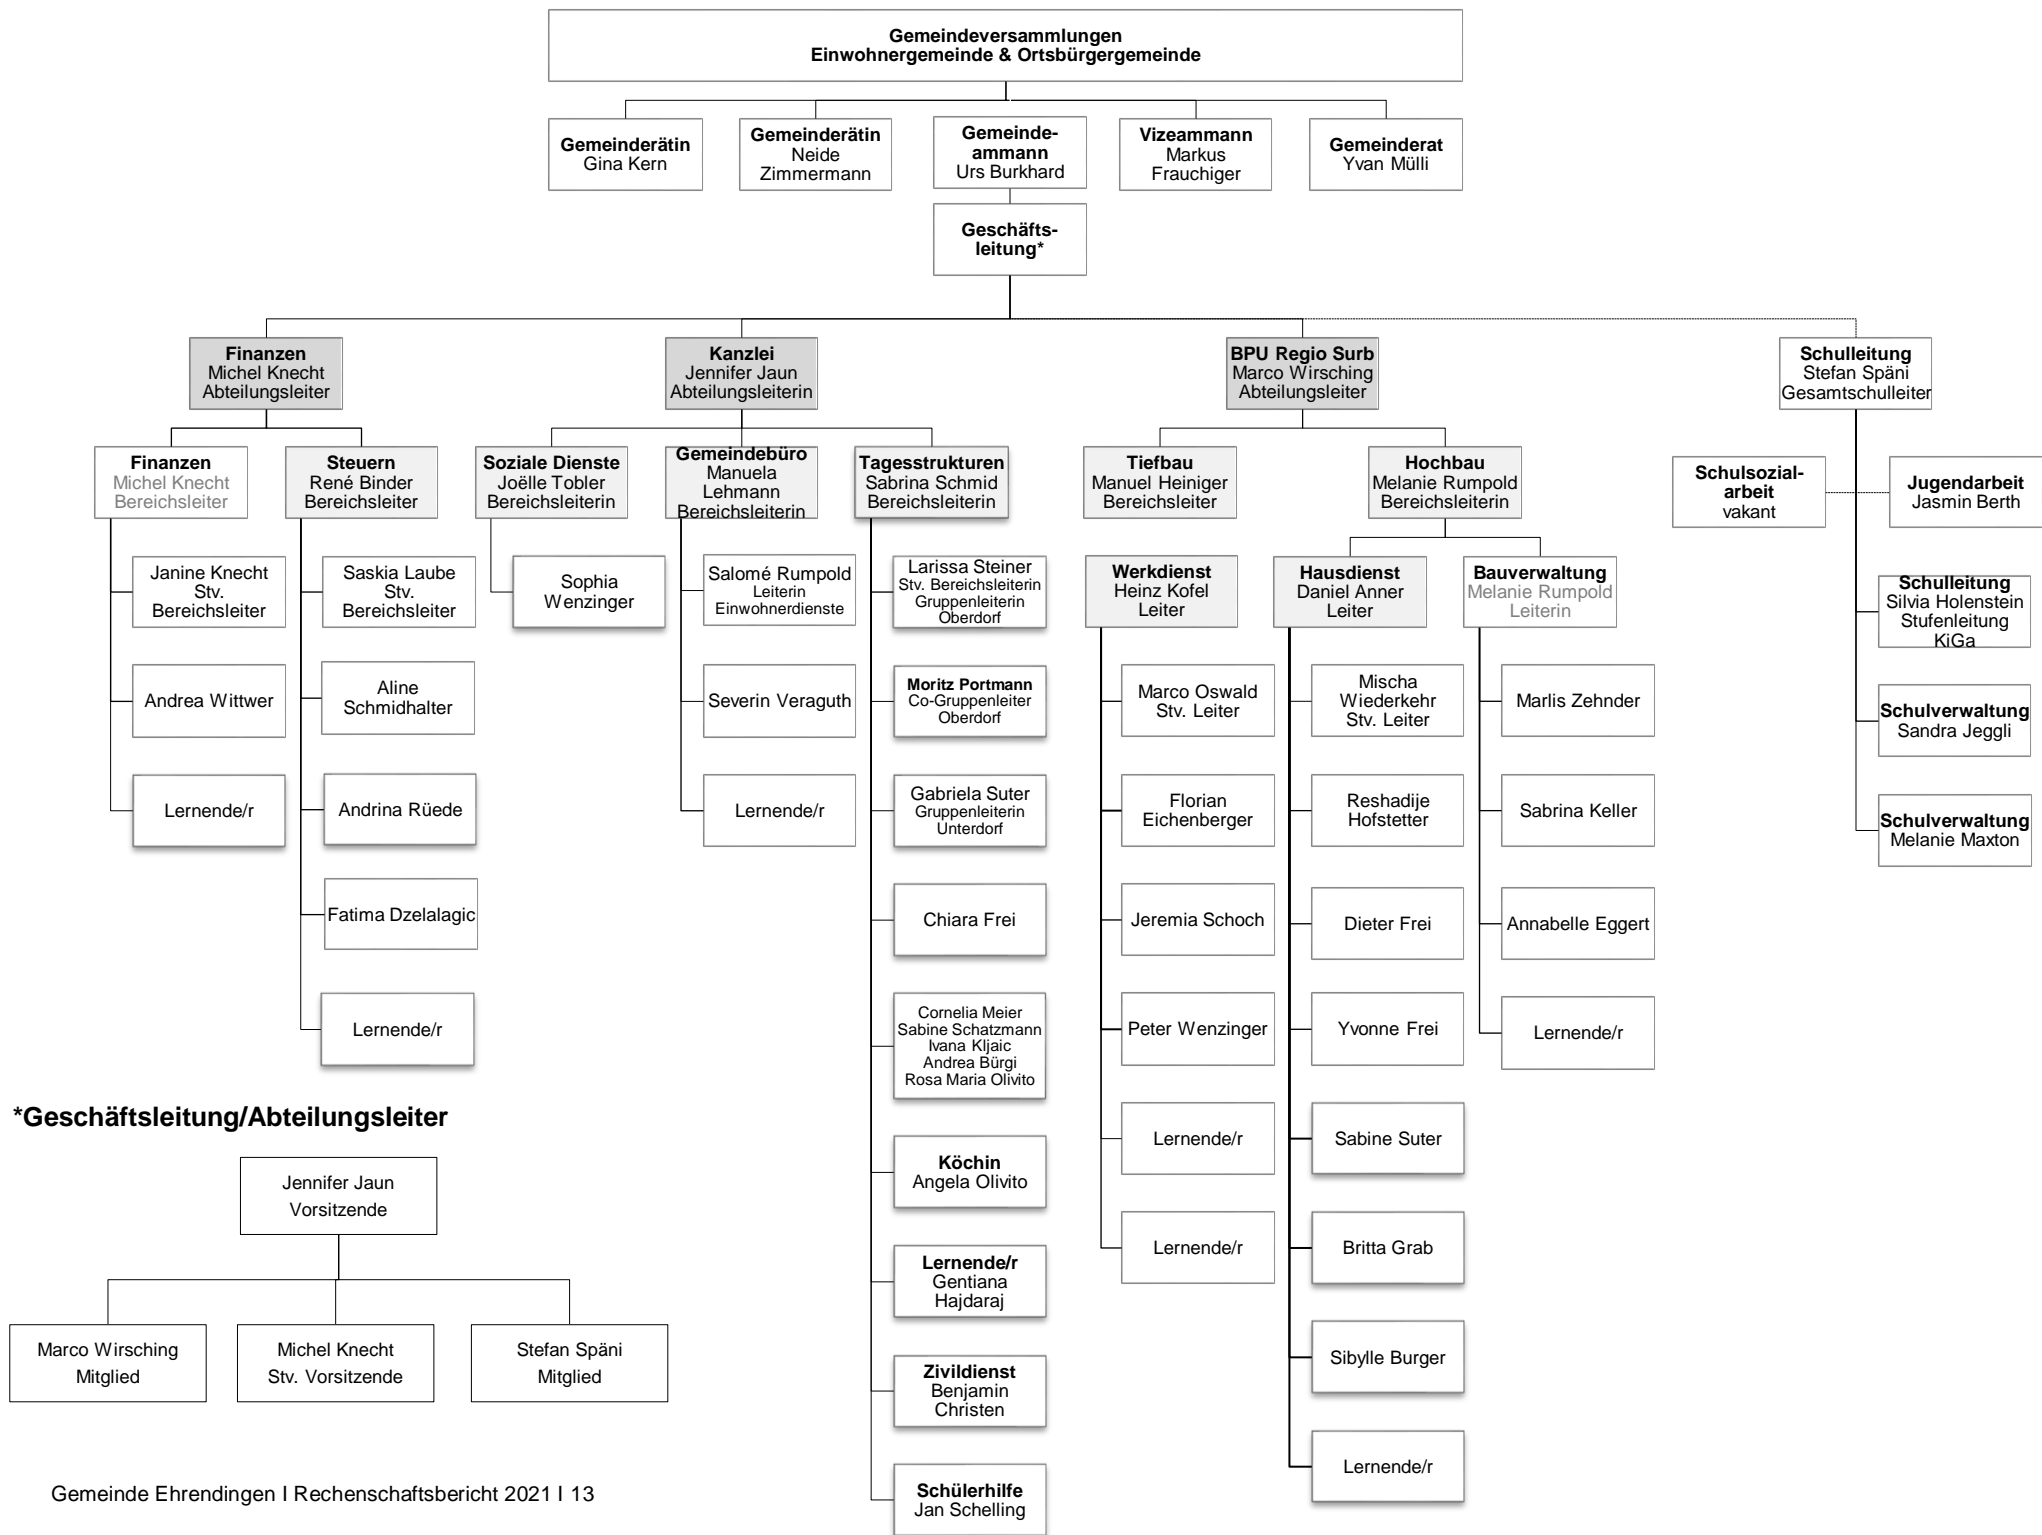 Gemeindeversammlungen
Einwohnergemeinde & Ortsbürgergemeinde
Gemeinderätin
Gina Kern
Gemeinderätin
Neide
Zimmermann
Gemeinde-
ammann
Urs Burkhard
Vizeammann
Markus
Frauchiger
Gemeinderat
Yvan Mülli
Geschäfts-
leitung*
Finanzen
Michel Knecht
Abteilungsleiter
Kanzlei
Jennifer Jaun
Abteilungsleiterin
BPU Regio Surb
Marco Wirsching
Abteilungsleiter
Schulleitung
Stefan Späni
Gesamtschulleiter
Finanzen
Michel Knecht
Bereichsleiter
Steuern
René Binder
Bereichsleiter
Soziale Dienste
Joëlle Tobler
Bereichsleiterin
Gemeindebüro
Manuela
Lehmann
Bereichsleiterin
Tagesstrukturen
Sabrina Schmid
Bereichsleiterin
Tiefbau
Manuel Heiniger
Bereichsleiter
Hochbau
Melanie Rumpold
Bereichsleiterin
Schulsozial-
arbeit
vakant
Jugendarbeit
Jasmin Berth
Janine Knecht
Stv.
Bereichsleiter
Andrea Wittwer
Lernende/r
Saskia Laube
Stv.
Bereichsleiter
Aline
Schmidhalter
Andrina Rüede
Fatima Dzelalagic
Lernende/r
Sophia
Wenzinger
Salomé Rumpold
Leiterin
Einwohnerdienste
Severin Veraguth
Lernende/r
Larissa Steiner
Stv. Bereichsleiterin
Gruppenleiterin
Oberdorf
Moritz Portmann
Co-Gruppenleiter
Oberdorf
Gabriela Suter
Gruppenleiterin
Unterdorf
Chiara Frei
Cornelia Meier
Sabine Schatzmann
Ivana Kljaic
Andrea Bürgi
Rosa Maria Olivito
Köchin
Angela Olivito
Lernende/r
Gentiana
Hajdaraj
Zivildienst
Benjamin
Christen
Schülerhilfe
Jan Schelling
Werkdienst
Heinz Kofel
Leiter
Marco Oswald
Stv. Leiter
Florian
Eichenberger
Jeremia Schoch
Peter Wenzinger
Lernende/r
Lernende/r
Hausdienst
Daniel Anner
Leiter
Mischa
Wiederkehr
Stv. Leiter
Reshadije
Hofstetter
Dieter Frei
Yvonne Frei
Sabine Suter
Britta Grab
Sibylle Burger
Lernende/r
Bauverwaltung
Melanie Rumpold
Leiterin
Marlis Zehnder
Sabrina Keller
Annabelle Eggert
Lernende/r
Schulleitung
Silvia Holenstein
Stufenleitung
KiGa
Schulverwaltung
Sandra Jeggli
Schulverwaltung
Melanie Maxton
*Geschäftsleitung/Abteilungsleiter
Jennifer Jaun
Vorsitzende
Marco Wirsching
Mitglied
Michel Knecht
Stv. Vorsitzende
Stefan Späni
Mitglied
Gemeinde Ehrendingen I Rechenschaftsbericht 2021 I 13